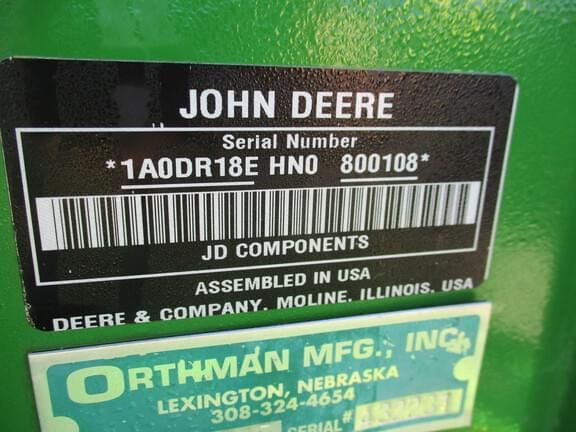 JOHN DEERE
Serial Number
*1A0DR18E HN0 800108*
JD COMPONENTS
ASSEMBLED IN USA
DEERE & COMPANY, MOLINE, ILLINOIS, USA
ORTHMAN MFG., INC.
LEXINGTON, NEBRASKA
308-324-4654
SERIAL#